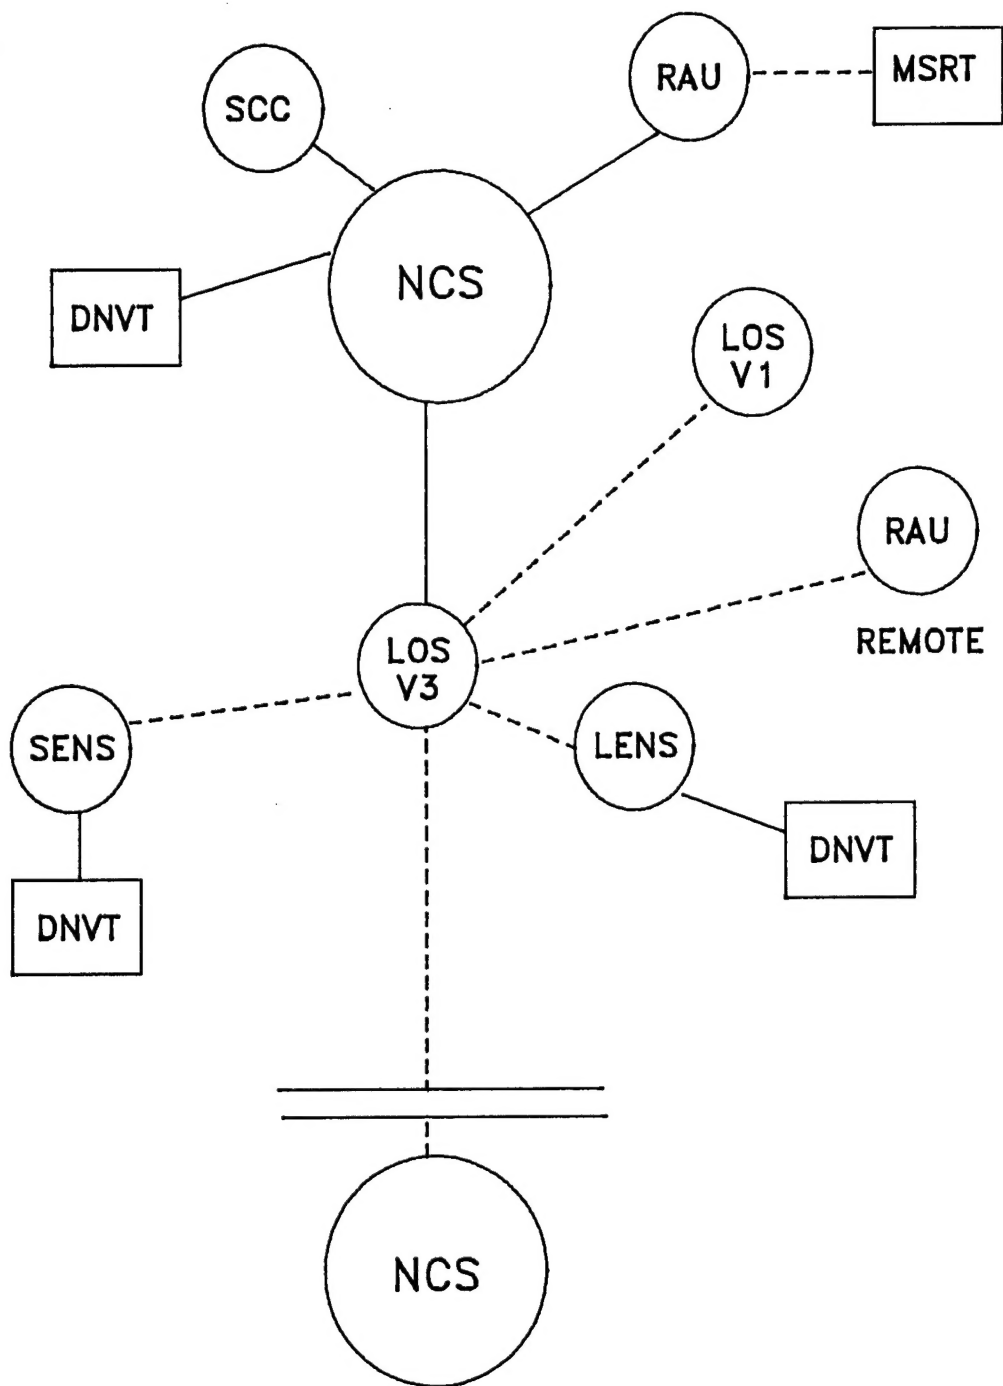 RAU
MSRT
SCC
NCS
DNVT
LOS
V1
RAU
REMOTE
LOS
V3
SENS
LENS
DNVT
DNVT
NCS